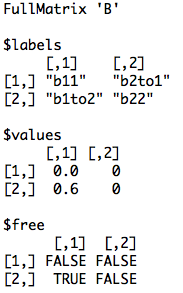 FullMatrix 'B'
$labels
[,1] [,2]
[1,] "b11" "b2to1"
[2,] "b1to2" "b22"
$values
[,1] [,2]
[1,] 0.0 0
[2,] 0.6 0
$free
[,1] [,2]
[1,] FALSE FALSE
[2,] TRUE FALSE